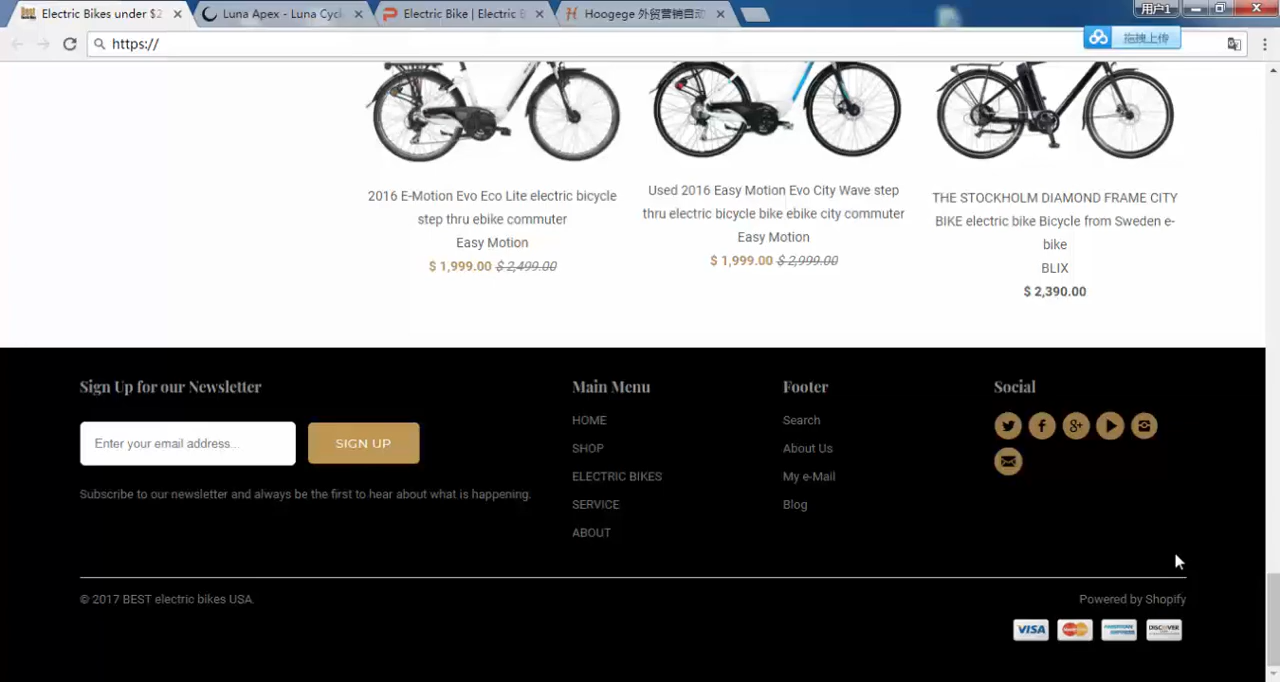 Electric Bikes under $2
Luna Apex - Luna Cycl
Electric Bike | Electric B
Hoogege 外贸营销自动
用户1
https://
拖拽上传
2016 E-Motion Evo Eco Lite electric bicycle
step thru ebike commuter
Easy Motion
$ 1,999.00 $ 2,499.00
Used 2016 Easy Motion Evo City Wave step
thru electric bicycle bike ebike city commuter
Easy Motion
$ 1,999.00 $ 2,999.00
THE STOCKHOLM DIAMOND FRAME CITY
BIKE electric bike Bicycle from Sweden e-
bike
BLIX
$ 2,390.00
Sign Up for our Newsletter
Enter your email address...
SIGN UP
Subscribe to our newsletter and always be the first to hear about what is happening.
Main Menu
HOME
SHOP
ELECTRIC BIKES
SERVICE
ABOUT
Footer
Search
About Us
My e-Mail
Blog
Social
© 2017 BEST electric bikes USA.
Powered by Shopify
VISA
MasterCard
AMERICAN EXPRESS
DISCOVER